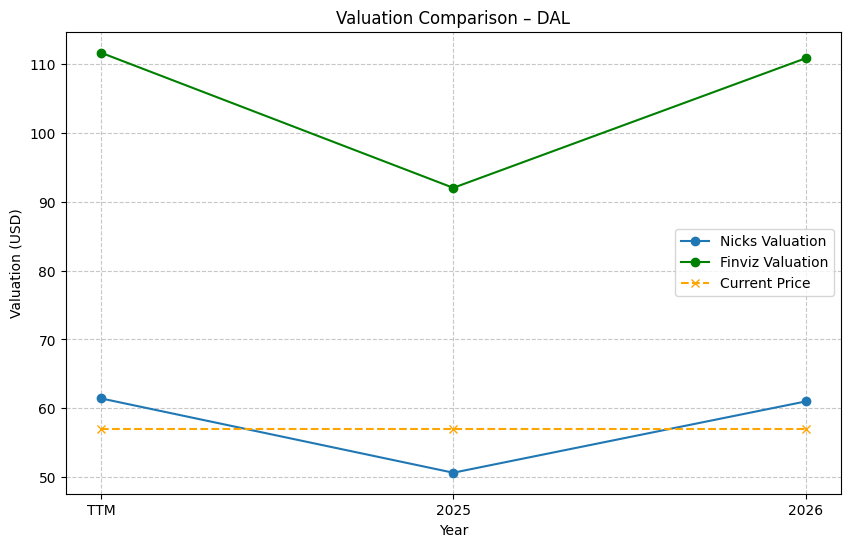 Valuation Comparison – DAL
Valuation (USD)
110
100
90
80
70
60
50
Nicks Valuation
Finviz Valuation
Current Price
TTM
2025
2026
Year